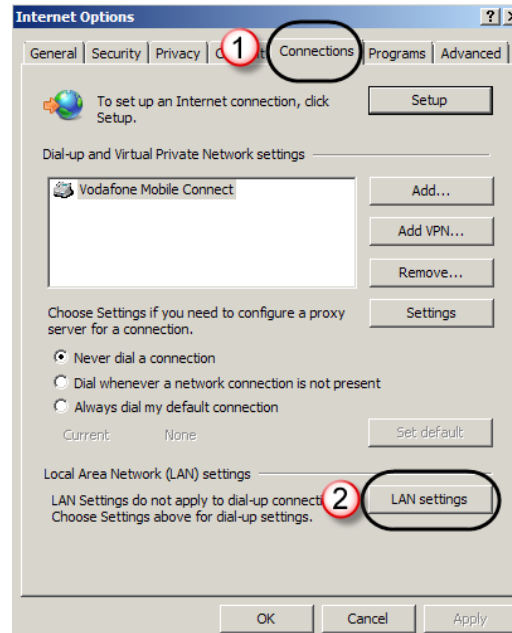 Internet Options
General Security Privacy Connections Programs Advanced
1
To set up an Internet connection, click
Setup.
Setup
Dial-up and Virtual Private Network settings
Vodafone Mobile Connect
Add...
Add VPN...
Remove...
Choose Settings if you need to configure a proxy
server for a connection.
Settings
Never dial a connection
Dial whenever a network connection is not present
Always dial my default connection
Current None
Set default
Local Area Network (LAN) settings
LAN Settings do not apply to dial-up
Choose Settings above for dial-up settings.
2
LAN settings
OK Cancel Apply